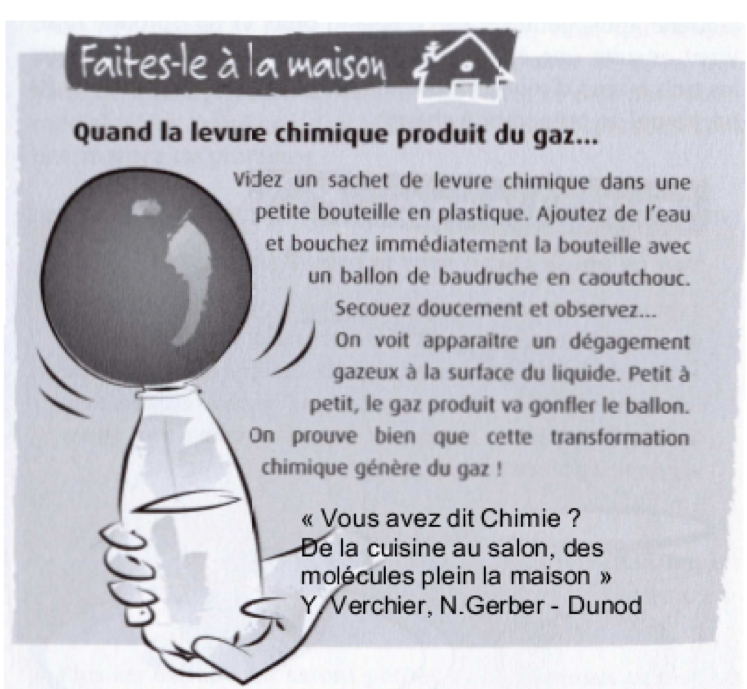 Faites-le à la maison
Quand la levure chimique produit du gaz...
Videz un sachet de levure chimique dans une
petite bouteille en plastique. Ajoutez de l'eau
et bouchez immédiatement la bouteille avec
un ballon de baudruche en caoutchouc.
Secouez doucement et observez...
On voit apparaître un dégagement
gazeux à la surface du liquide. Petit à
petit, le gaz produit va gonfler le ballon.
On prouve bien que cette transformation
chimique génère du gaz !
« Vous avez dit Chimie ?
De la cuisine au salon, des
molécules plein la maison »
Y. Verchier, N.Gerber - Dunod